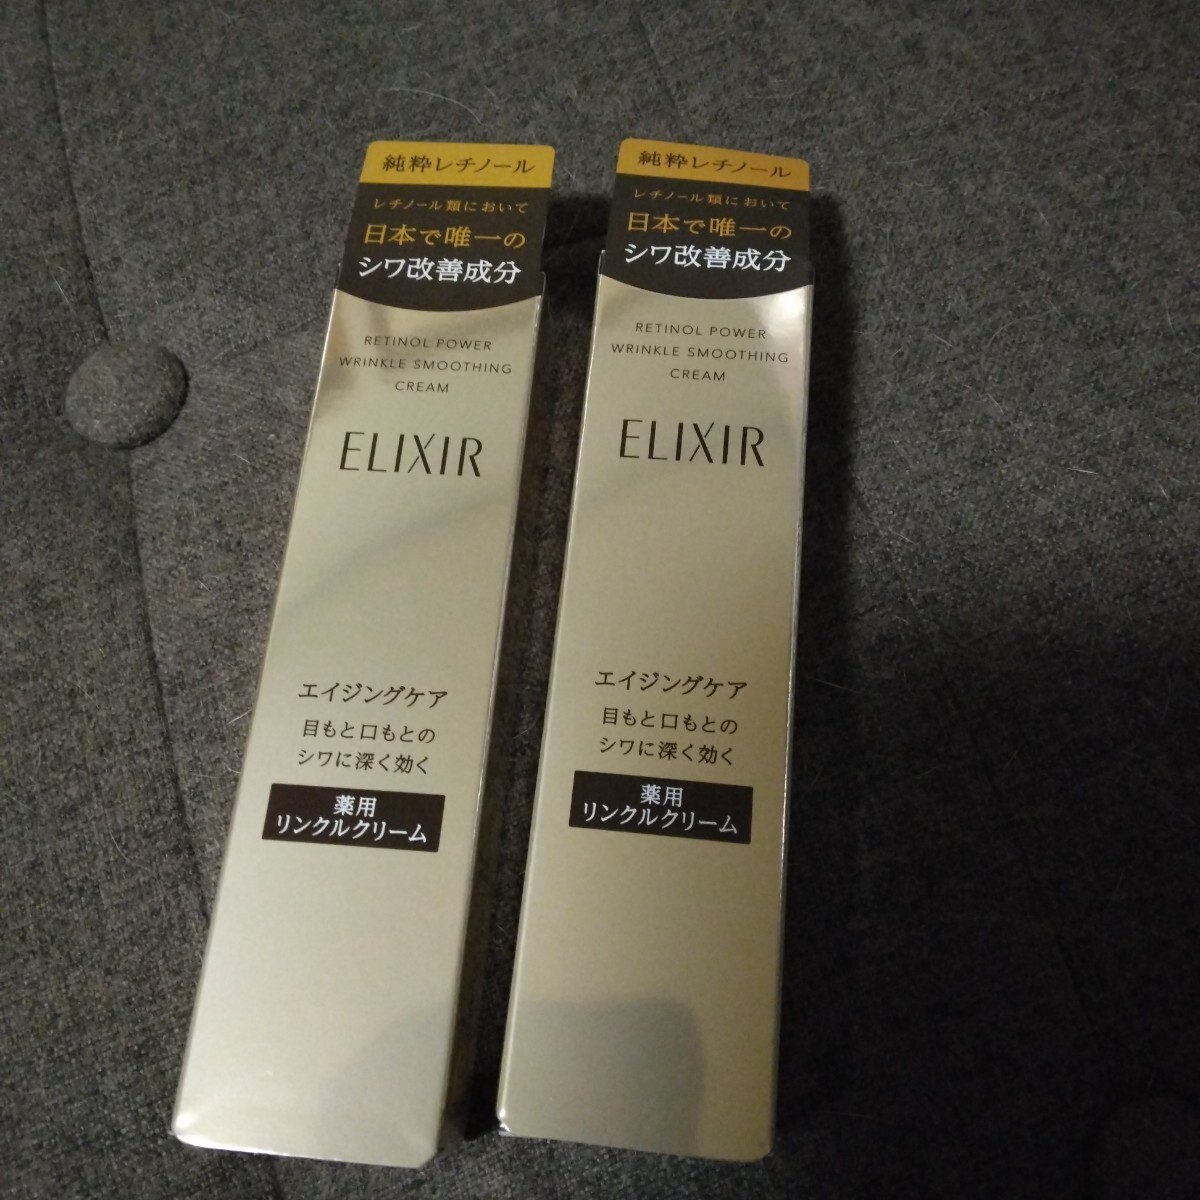 純粋レチノール
レチノール類において
日本で唯一の
シワ改善成分
RETINOL POWER
WRINKLE SMOOTHING
CREAM
ELIXIR
エイジングケア
目もと口もとの
シワに深く効く
薬用
リンクルクリーム
純粋レチノール
レチノール類において
日本で唯一の
シワ改善成分
RETINOL POWER
WRINKLE SMOOTHING
CREAM
ELIXIR
エイジングケア
目もと口もとの
シワに深く効く
薬用
リンクルクリーム